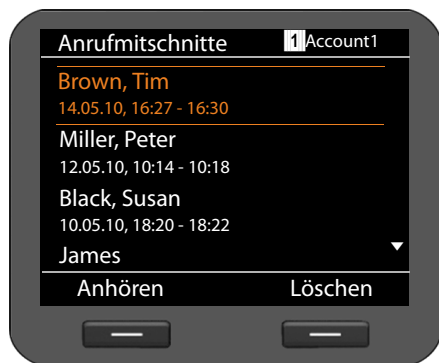 Anrufmitschnitte 1 Account1
Brown, Tim
14.05.10, 16:27 - 16:30
Miller, Peter
12.05.10, 10:14 - 10:18
Black, Susan
10.05.10, 18:20 - 18:22
James
Anhören Löschen